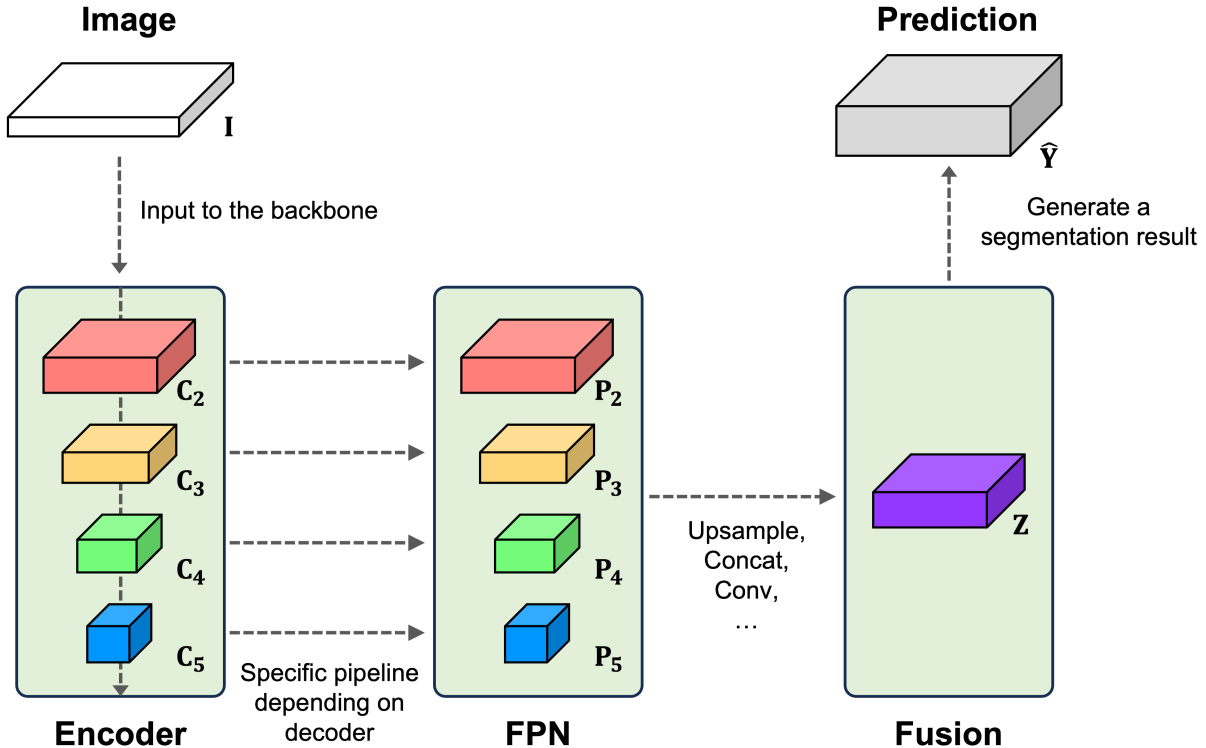 Image
Prediction
I
Ŷ
Input to the backbone
Generate a
segmentation result
C₂
C₃
C₄
C₅
P₂
P₃
P₄
P₅
Z
Upsample,
Concat,
Conv,
…
Specific pipeline
depending on
decoder
Encoder
FPN
Fusion